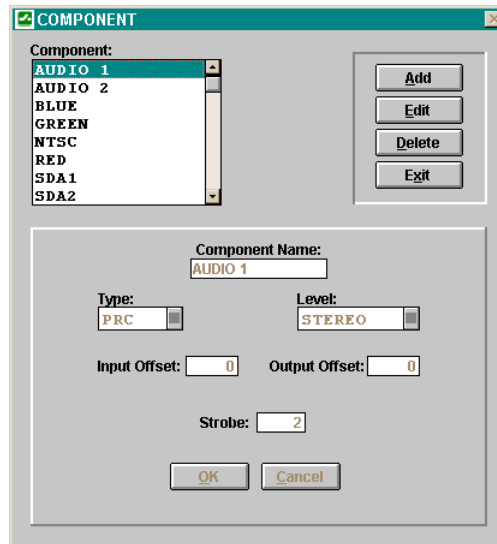 COMPONENT
Component:
AUDIO 1
AUDIO 2
BLUE
GREEN
NTSC
RED
SDA1
SDA2
Add
Edit
Delete
Exit
Component Name:
AUDIO 1
Type:
PRC
Level:
STEREO
Input Offset: 0 Output Offset: 0
Strobe: 2
OK Cancel